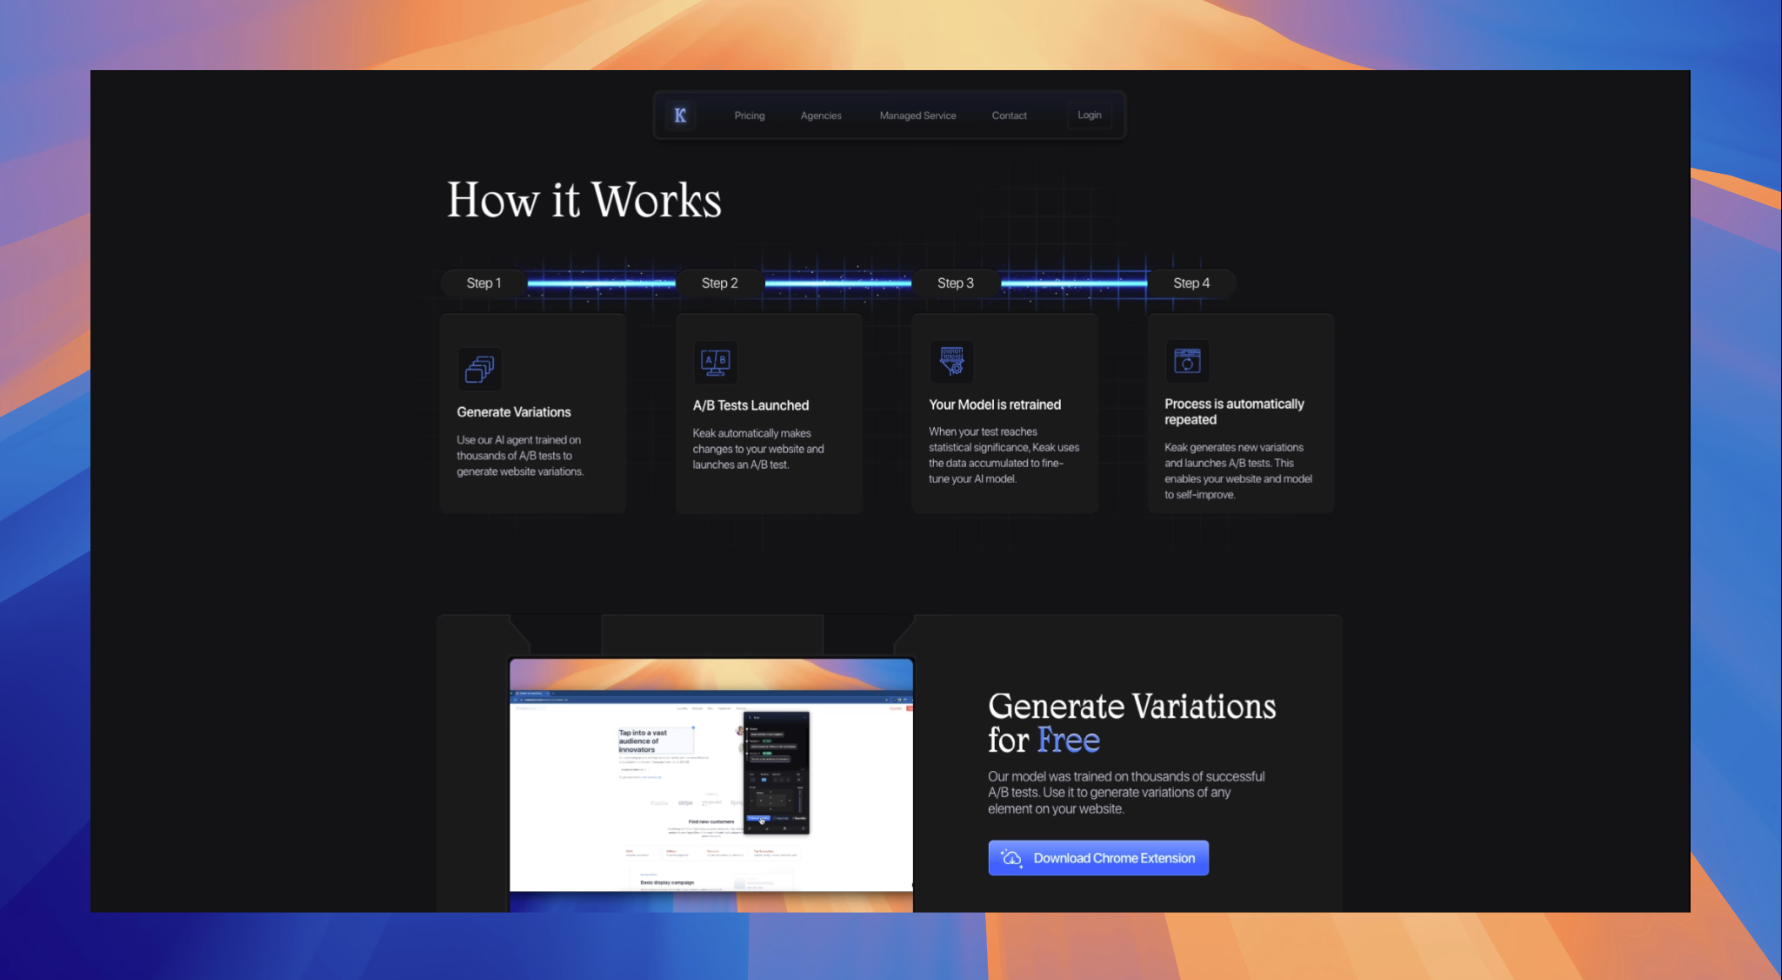 K
Pricing
Agencies
Managed Service
Contact
Login
How it Works
Step 1
Step 2
Step 3
Step 4
Generate Variations
Use our AI agent trained on
thousands of A/B tests to
generate website variations.
A B
A/B Tests Launched
Keak automatically makes
changes to your website and
launches an A/B test.
Your Model is retrained
When your test reaches
statistical significance, Keak uses
the data accumulated to fine-
tune your AI model.
Process is automatically
repeated
Keak generates new variations
and launches A/B tests. This
enables your website and model
to self-improve.
Tap into a vast
audience of
innovators
stripe
Find new customers
Basic display campaign
Generate Variations
for Free
Our model was trained on thousands of successful
A/B tests. Use it to generate variations of any
element on your website.
Download Chrome Extension